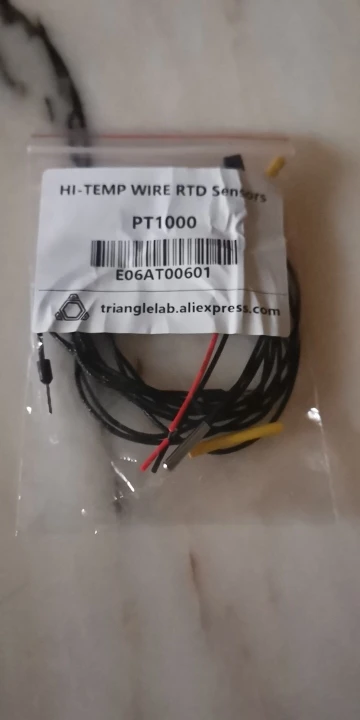 HI-TEMP WIRE RTD Sensors
PT1000
E06AT00601
trianglelab.aliexpress.com